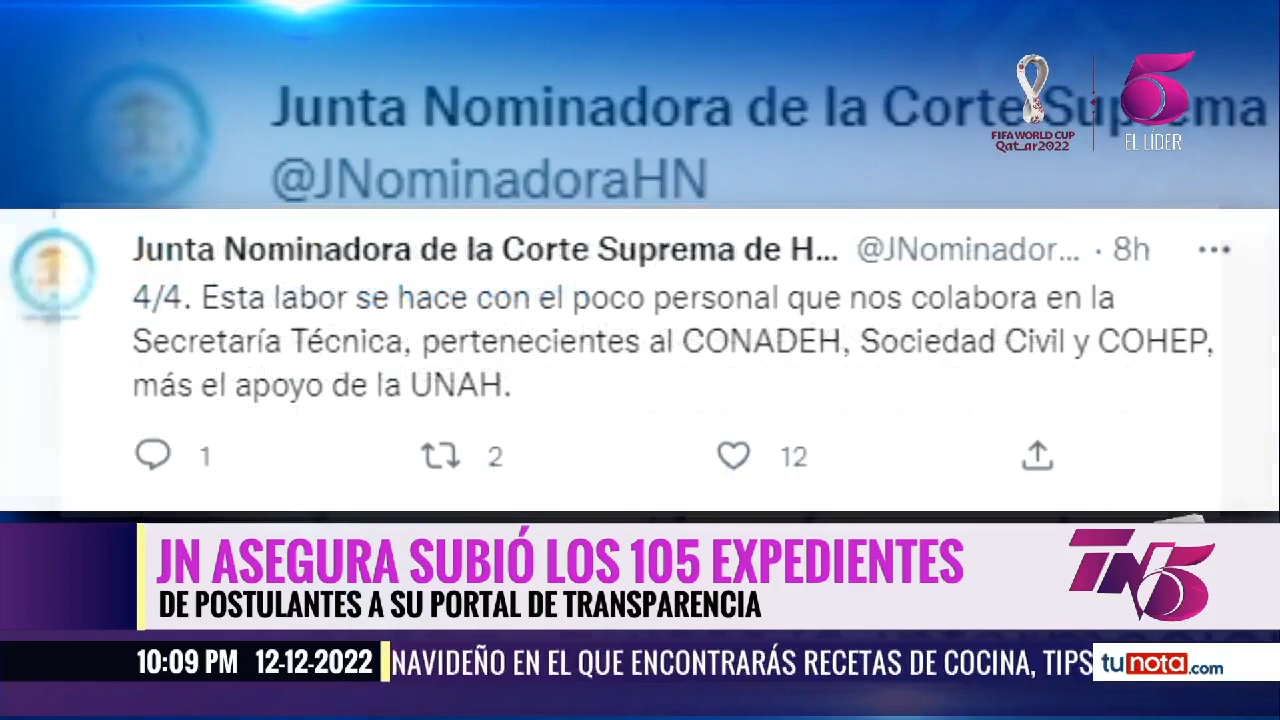 Junta Nominadora de la Corte Suprema
@JNominadoraHN
FIFA WORLD CUP
Qatar2022
5
EL LÍDER
Junta Nominadora de la Corte Suprema de H... @JNominador... · 8h
4/4. Esta labor se hace con el poco personal que nos colabora en la
Secretaría Técnica, pertenecientes al CONADEH, Sociedad Civil y COHEP,
más el apoyo de la UNAH.
1 2 12
JN ASEGURA SUBIÓ LOS 105 EXPEDIENTES
DE POSTULANTES A SU PORTAL DE TRANSPARENCIA
TN5
10:09 PM 12-12-2022 NAVIDEÑO EN EL QUE ENCONTRARÁS RECETAS DE COCINA, TIPS
tunota.com